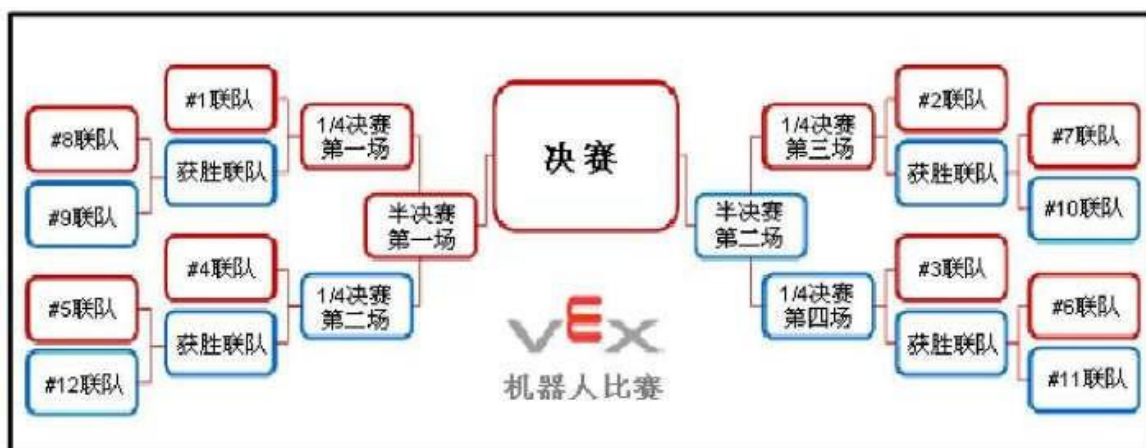 #1联队
#8联队
1/4决赛
第一场
获胜联队
#9联队
半决赛
第一场
#4联队
#5联队
1/4决赛
第二场
获胜联队
#12联队
决赛
VEX
机器人比赛
#2联队
1/4决赛
第三场
#7联队
获胜联队
#10联队
半决赛
第二场
#3联队
1/4决赛
第四场
#6联队
获胜联队
#11联队